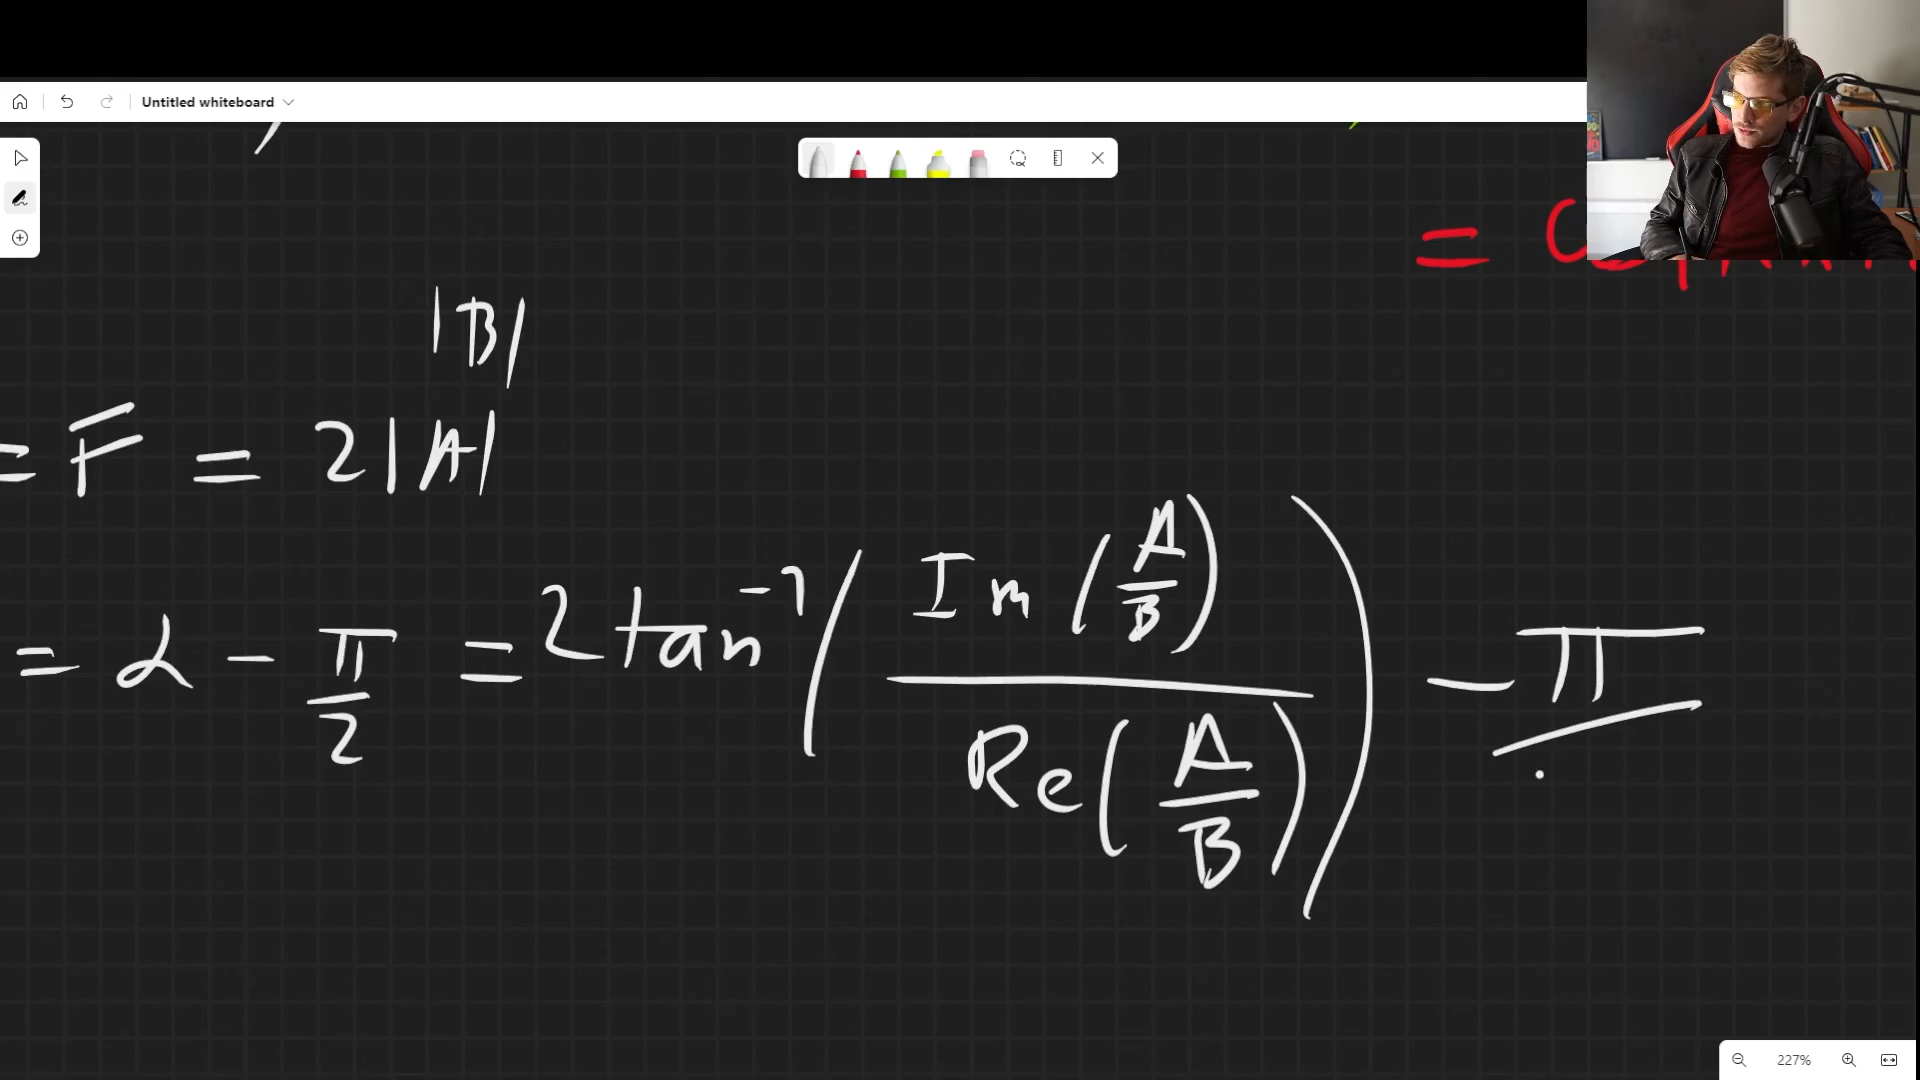 Untitled whiteboard
|B|
= F = 2|A|
= α - π/2 = 2 tan⁻¹ ( Im(A/B) / Re(A/B) ) - π
=
227%